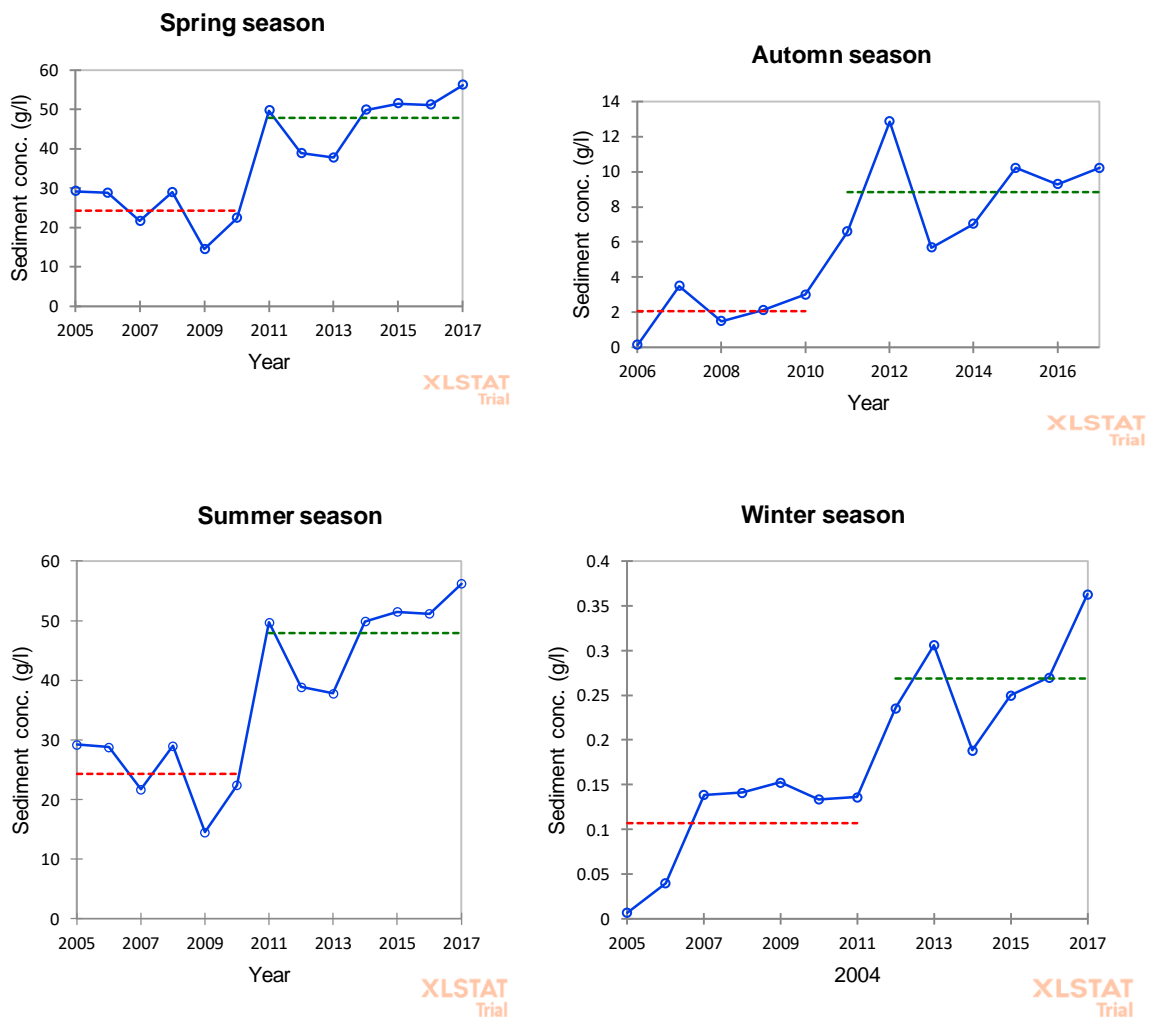 Spring season
60
50
40
30
20
10
0
Sediment conc. (g/l)
2005 2007 2009 2011 2013 2015 2017
Year
XLSTAT
Trial
Automn season
14
12
10
8
6
4
2
0
Sediment conc. (g/l)
2006 2008 2010 2012 2014 2016
Year
XLSTAT
Trial
Summer season
60
50
40
30
20
10
0
Sediment conc. (g/l)
2005 2007 2009 2011 2013 2015 2017
Year
XLSTAT
Trial
Winter season
0.4
0.35
0.3
0.25
0.2
0.15
0.1
0.05
0
Sediment conc. (g/l)
2005 2007 2009 2011 2013 2015 2017
2004
XLSTAT
Trial